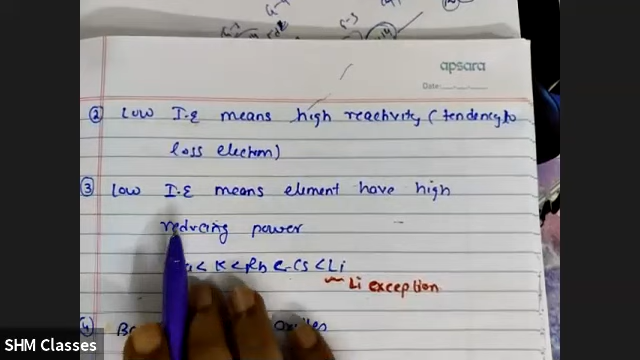 apsara
Date:
② Low I.E means high reactivity (tendency to
loss electron)
③ Low I.E means element have high
reducing power
< K < Rb < Cs < Li
Li exception
④
SHM Classes